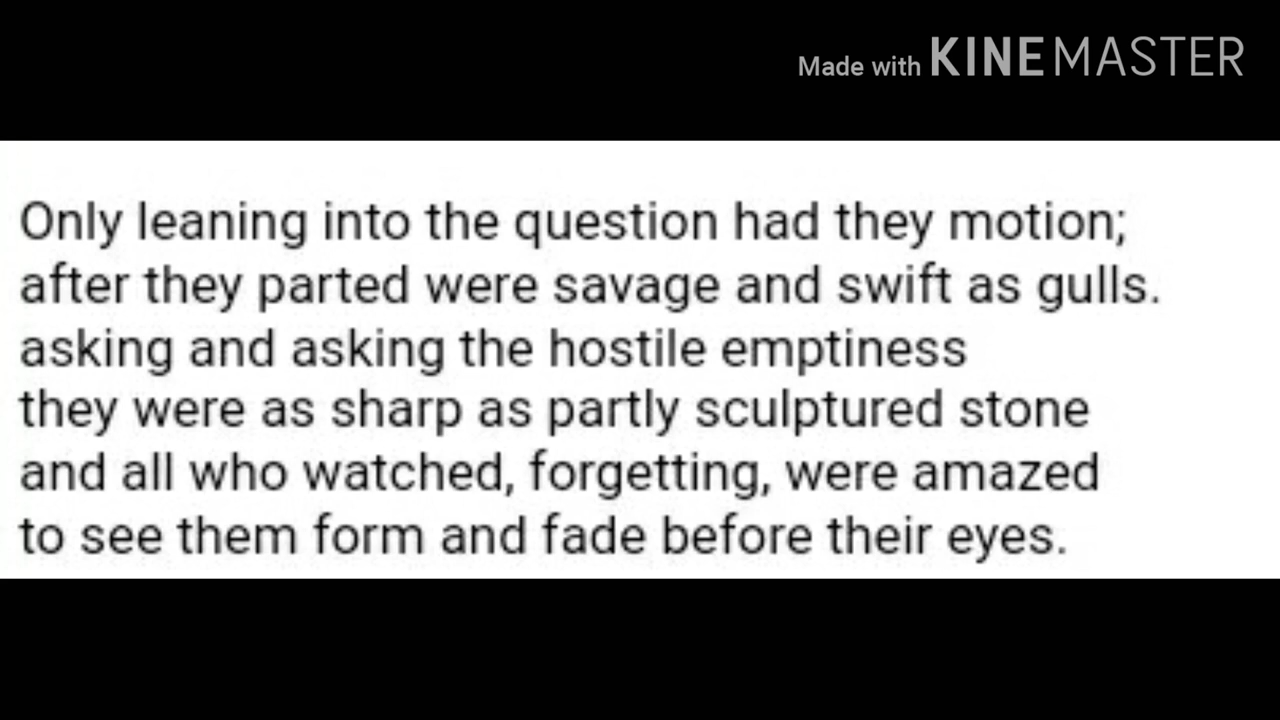 Made with KINEMASTER
Only leaning into the question had they motion;
after they parted were savage and swift as gulls.
asking and asking the hostile emptiness
they were as sharp as partly sculptured stone
and all who watched, forgetting, were amazed
to see them form and fade before their eyes.